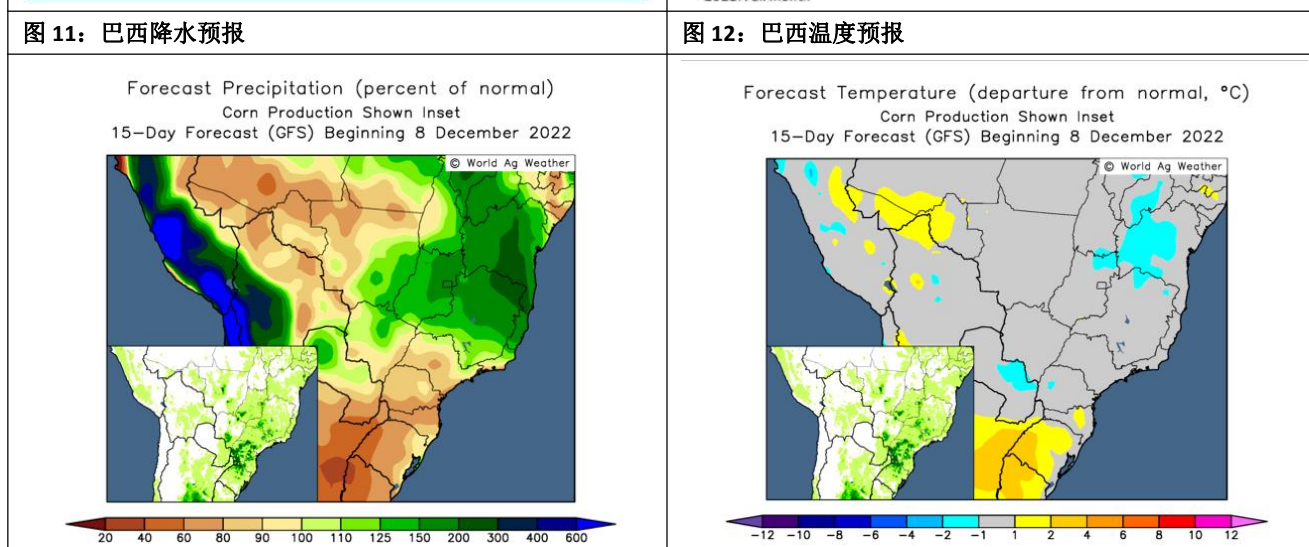 图 11：巴西降水预报
图 12：巴西温度预报
Forecast Precipitation (percent of normal)
Corn Production Shown Inset
15-Day Forecast (GFS) Beginning 8 December 2022
© World Ag Weather
20 40 60 80 90 100 110 125 150 200 300 400 600
Forecast Temperature (departure from normal, °C)
Corn Production Shown Inset
15-Day Forecast (GFS) Beginning 8 December 2022
© World Ag Weather
-12 -10 -8 -6 -4 -2 -1 1 2 4 6 8 10 12